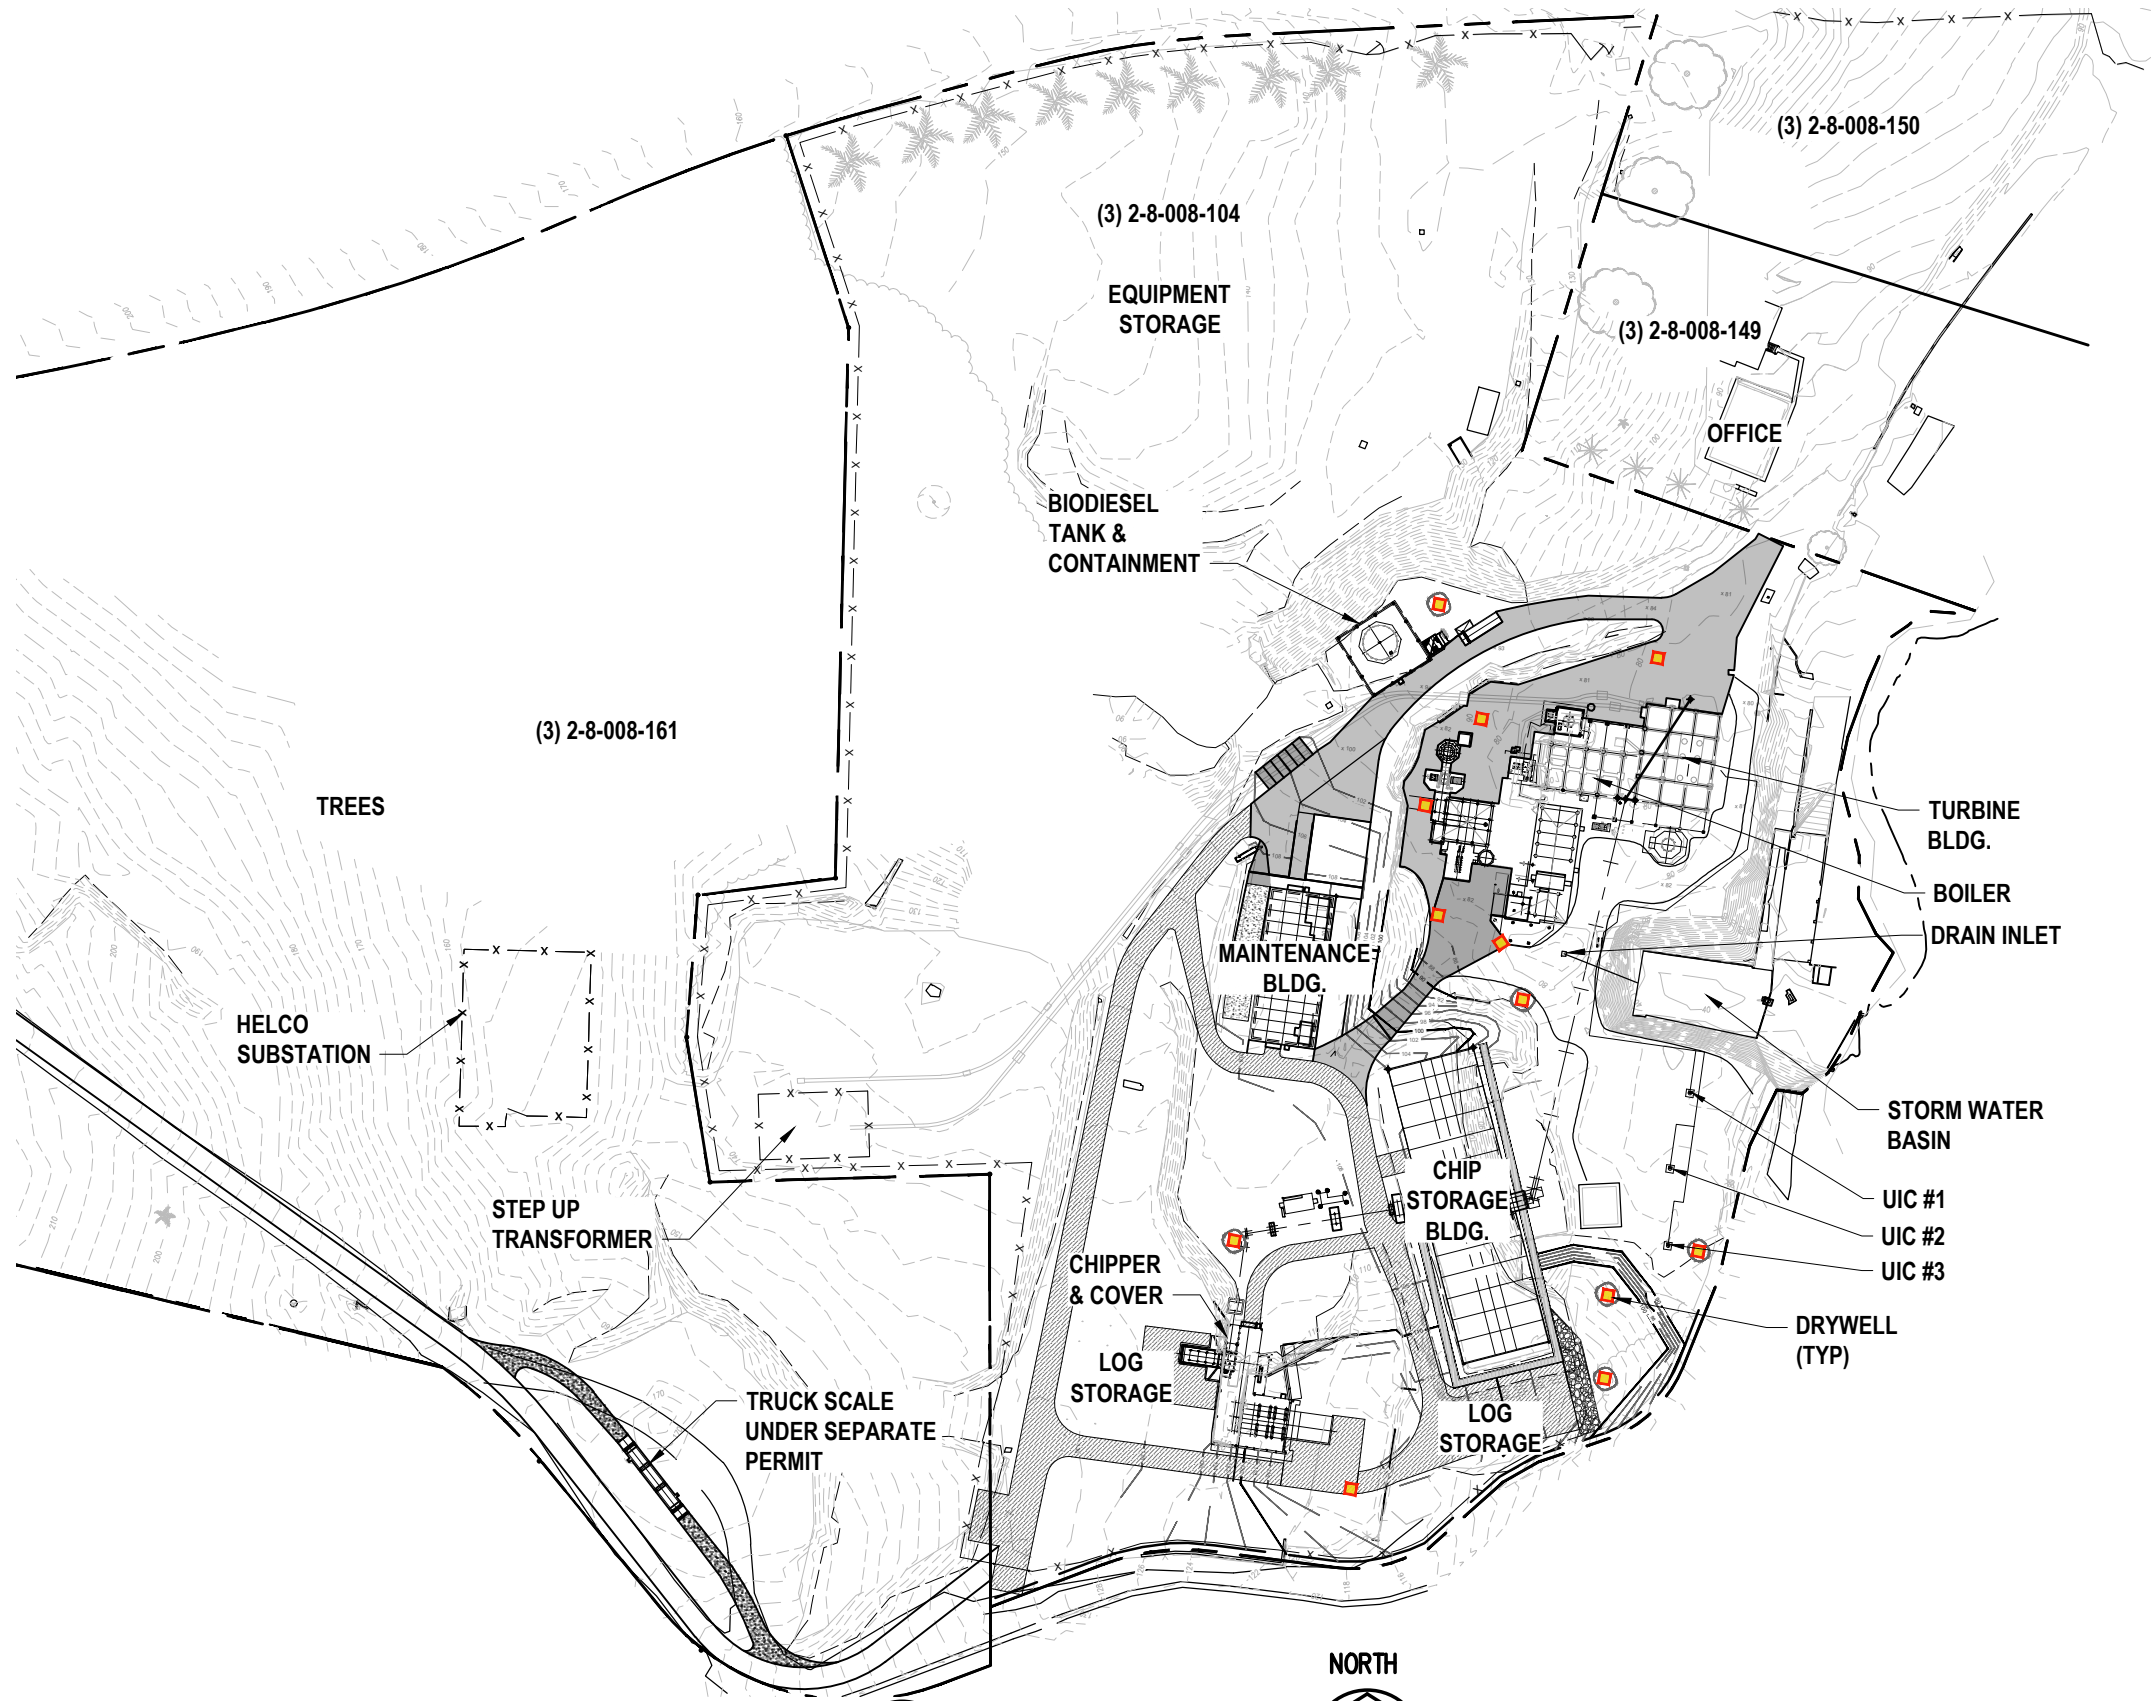 (3) 2-8-008-150
(3) 2-8-008-104
EQUIPMENT
STORAGE
(3) 2-8-008-149
OFFICE
BIODIESEL
TANK &
CONTAINMENT
(3) 2-8-008-161
TREES
TURBINE
BLDG.
BOILER
DRAIN INLET
MAINTENANCE
BLDG.
HELCO
SUBSTATION
STORM WATER
BASIN
CHIP
STORAGE
BLDG.
UIC #1
UIC #2
UIC #3
STEP UP
TRANSFORMER
CHIPPER
& COVER
DRYWELL
(TYP)
LOG
STORAGE
TRUCK SCALE
UNDER SEPARATE
PERMIT
LOG
STORAGE
NORTH